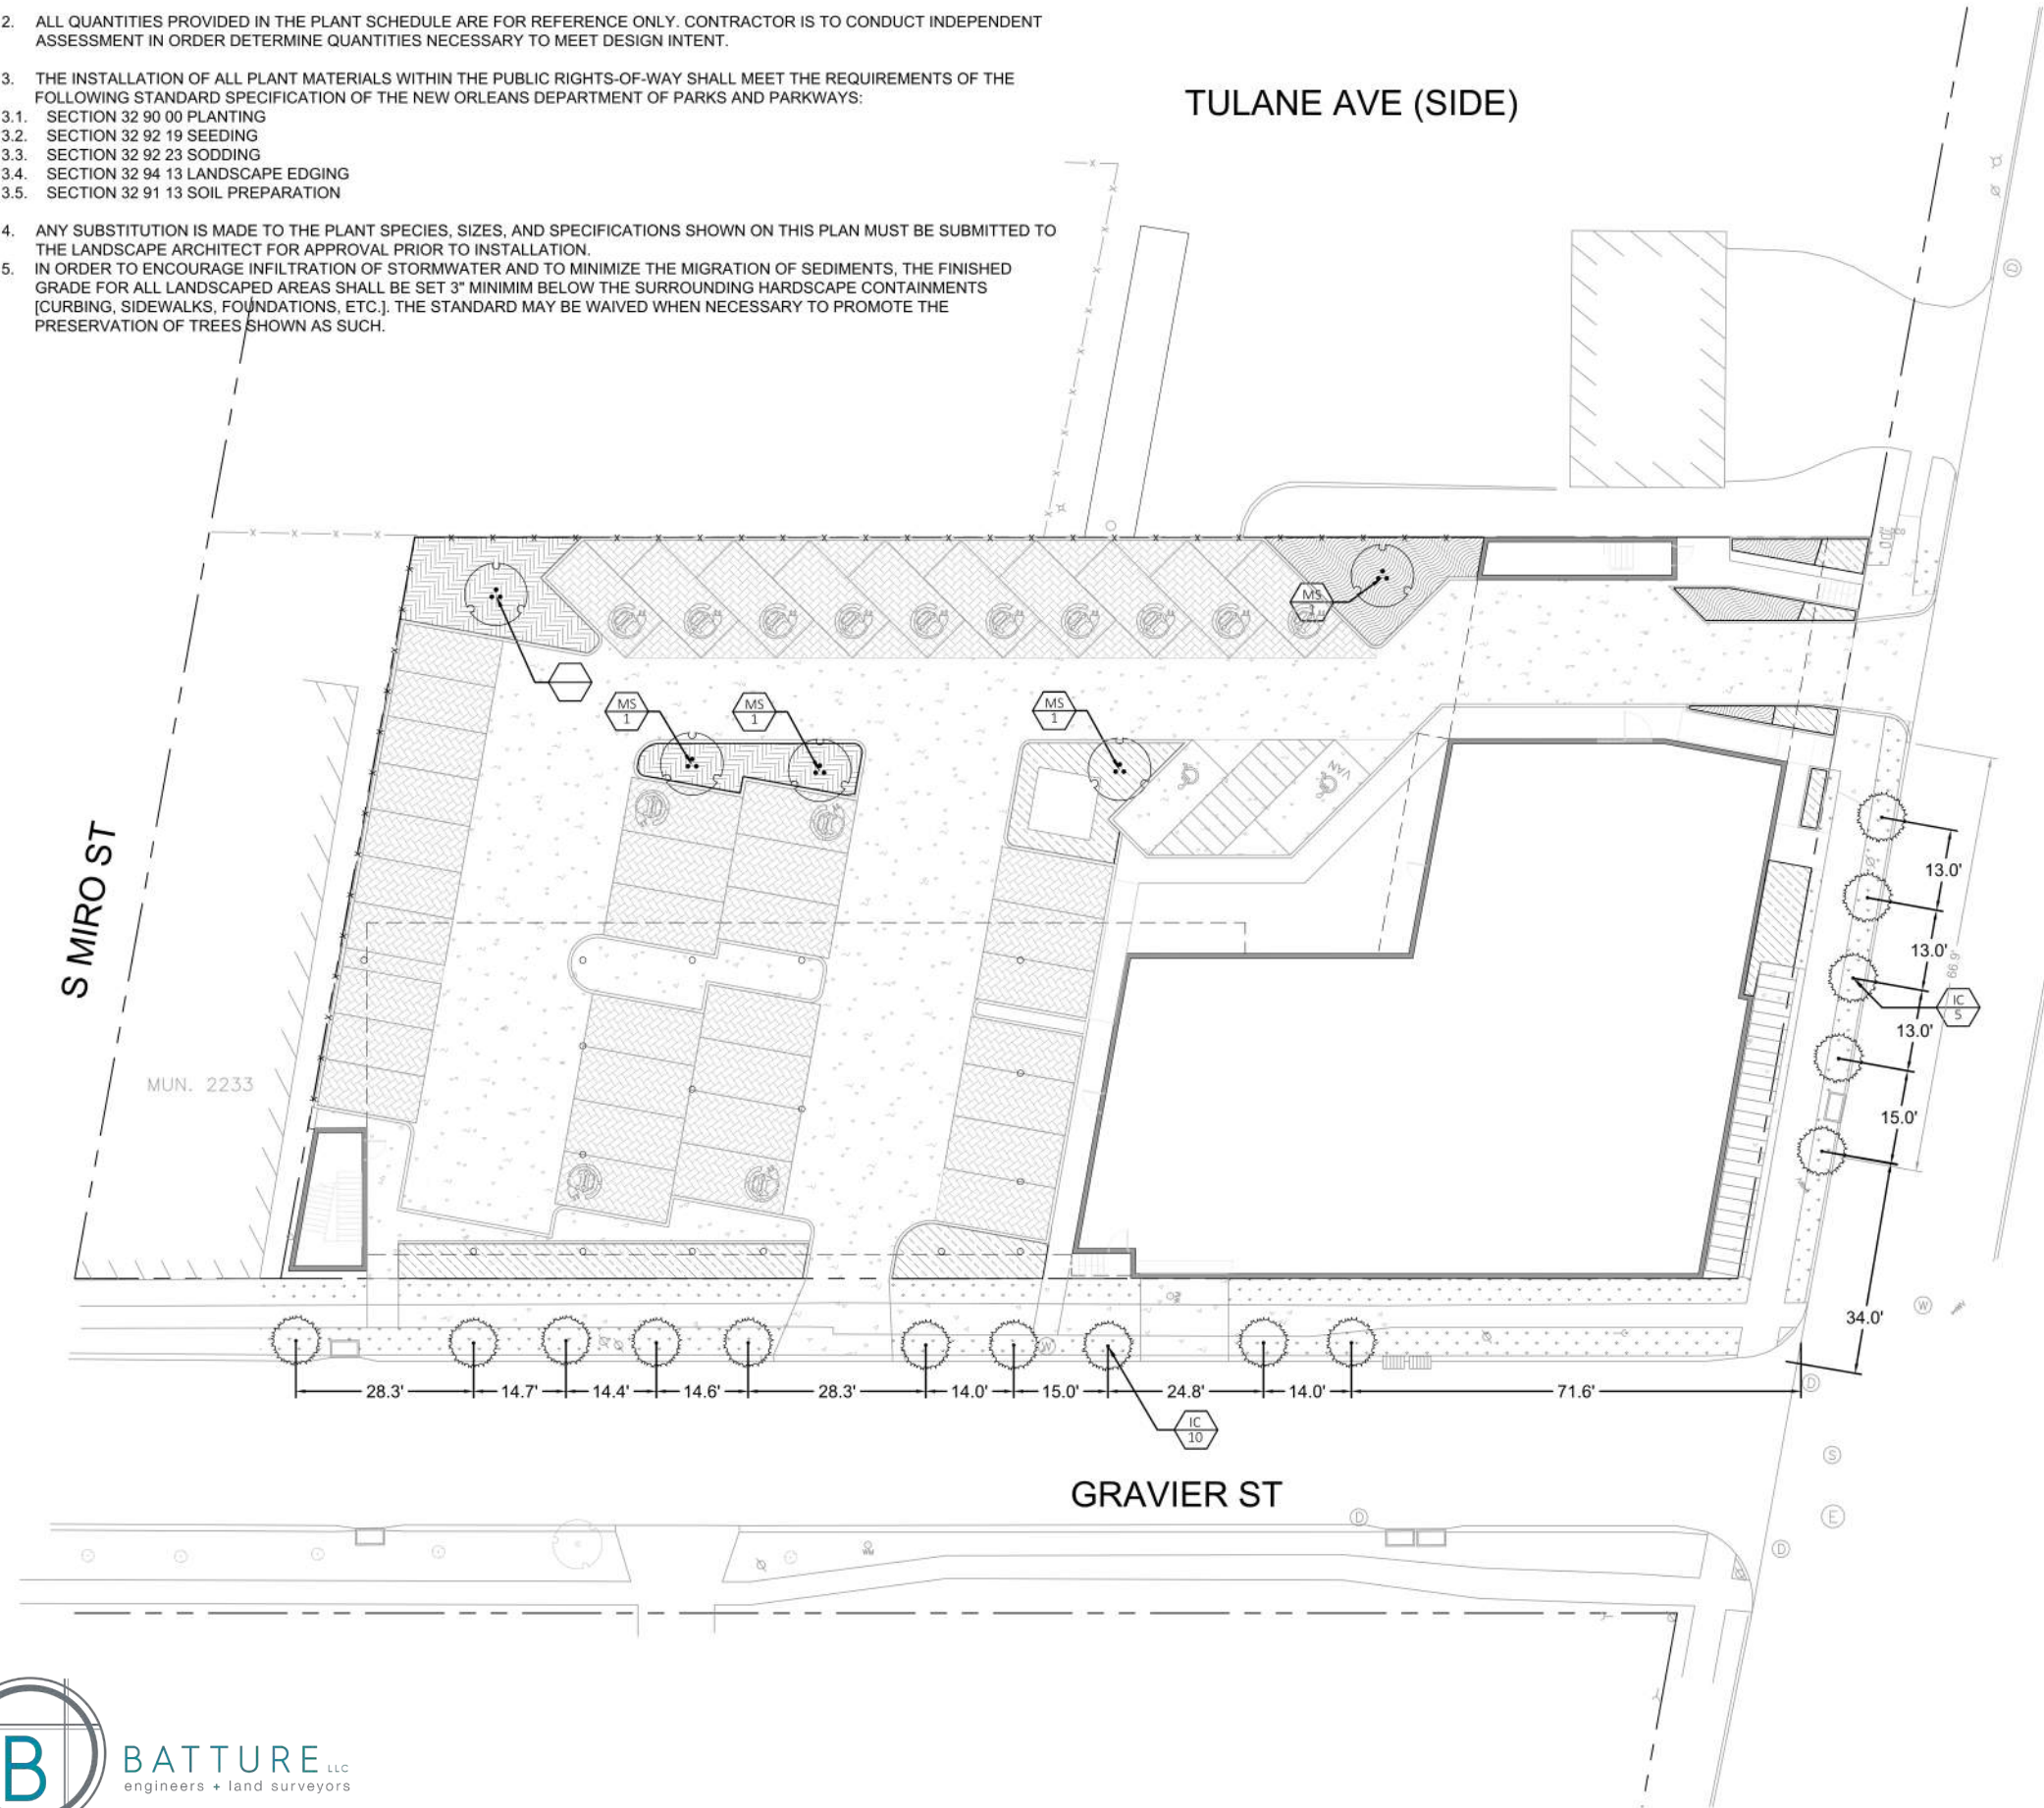 2. ALL QUANTITIES PROVIDED IN THE PLANT SCHEDULE ARE FOR REFERENCE ONLY. CONTRACTOR IS TO CONDUCT INDEPENDENT
ASSESSMENT IN ORDER DETERMINE QUANTITIES NECESSARY TO MEET DESIGN INTENT.
3. THE INSTALLATION OF ALL PLANT MATERIALS WITHIN THE PUBLIC RIGHTS-OF-WAY SHALL MEET THE REQUIREMENTS OF THE
FOLLOWING STANDARD SPECIFICATION OF THE NEW ORLEANS DEPARTMENT OF PARKS AND PARKWAYS:
3.1. SECTION 32 90 00 PLANTING
3.2. SECTION 32 92 19 SEEDING
3.3. SECTION 32 92 23 SODDING
3.4. SECTION 32 94 13 LANDSCAPE EDGING
3.5. SECTION 32 91 13 SOIL PREPARATION
4. ANY SUBSTITUTION IS MADE TO THE PLANT SPECIES, SIZES, AND SPECIFICATIONS SHOWN ON THIS PLAN MUST BE SUBMITTED TO
THE LANDSCAPE ARCHITECT FOR APPROVAL PRIOR TO INSTALLATION.
5. IN ORDER TO ENCOURAGE INFILTRATION OF STORMWATER AND TO MINIMIZE THE MIGRATION OF SEDIMENTS, THE FINISHED
GRADE FOR ALL LANDSCAPED AREAS SHALL BE SET 3" MINIMIM BELOW THE SURROUNDING HARDSCAPE CONTAINMENTS
[CURBING, SIDEWALKS, FOUNDATIONS, ETC.]. THE STANDARD MAY BE WAIVED WHEN NECESSARY TO PROMOTE THE
PRESERVATION OF TREES SHOWN AS SUCH.
TULANE AVE (SIDE)
D
MS
1
MS
1
MS
1
MS
1
VAN
S MIRO ST
MUN. 2233
13.0'
13.0'
66.9'
IC
5
13.0'
15.0'
34.0'
W
W
28.3'
14.7'
14.4'
14.6'
28.3'
14.0'
15.0'
24.8'
14.0'
71.6'
D
IC
10
S
GRAVIER ST
D
E
D
WM
B
BATTURE LLC
engineers + land surveyors